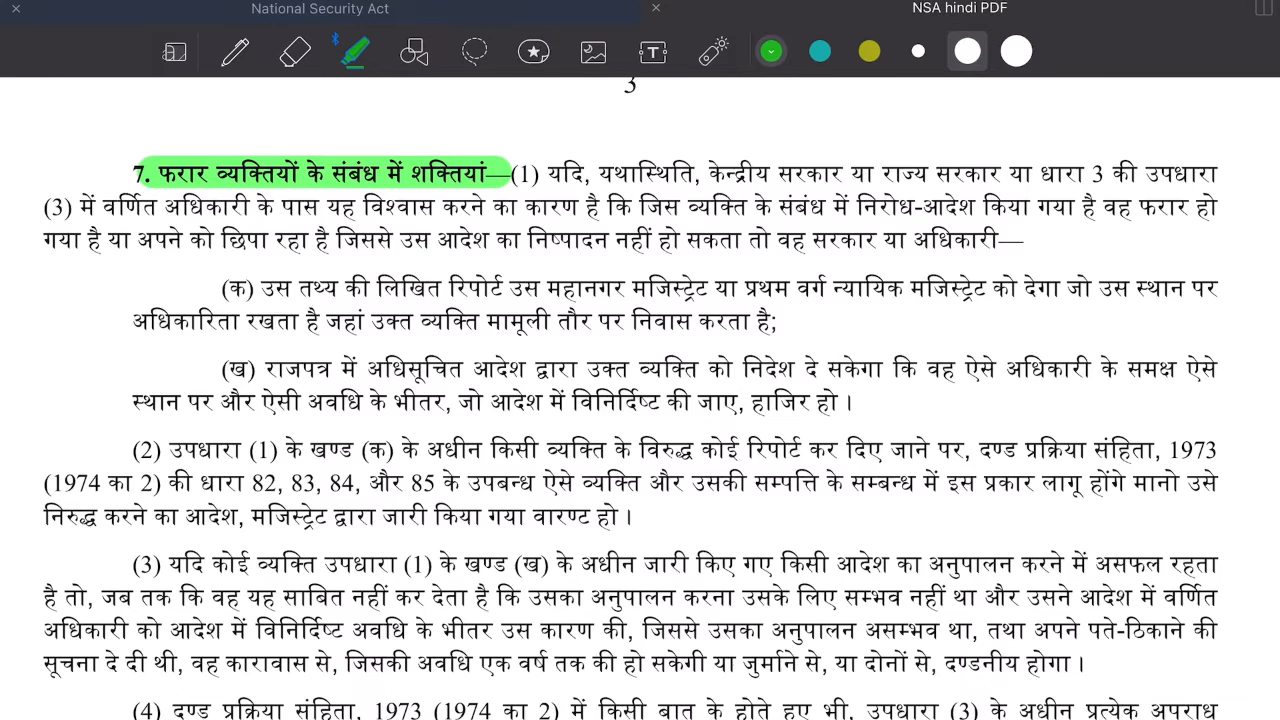 National Security Act
NSA hindi PDF
3
7. फरार व्यक्तियों के संबंध में शक्तियां—(1) यदि, यथास्थिति, केन्द्रीय सरकार या राज्य सरकार या धारा 3 की उपधारा
(3) में वर्णित अधिकारी के पास यह विश्वास करने का कारण है कि जिस व्यक्ति के संबंध में निरोध-आदेश किया गया है वह फरार हो
गया है या अपने को छिपा रहा है जिससे उस आदेश का निष्पादन नहीं हो सकता तो वह सरकार या अधिकारी—
(क) उस तथ्य की लिखित रिपोर्ट उस महानगर मजिस्ट्रेट या प्रथम वर्ग न्यायिक मजिस्ट्रेट को देगा जो उस स्थान पर
अधिकारिता रखता है जहां उक्त व्यक्ति मामूली तौर पर निवास करता है;
(ख) राजपत्र में अधिसूचित आदेश द्वारा उक्त व्यक्ति को निदेश दे सकेगा कि वह ऐसे अधिकारी के समक्ष ऐसे
स्थान पर और ऐसी अवधि के भीतर, जो आदेश में विनिर्दिष्ट की जाए, हाजिर हो ।
(2) उपधारा (1) के खण्ड (क) के अधीन किसी व्यक्ति के विरुद्ध कोई रिपोर्ट कर दिए जाने पर, दण्ड प्रक्रिया संहिता, 1973
(1974 का 2) की धारा 82, 83, 84, और 85 के उपबन्ध ऐसे व्यक्ति और उसकी सम्पत्ति के सम्बन्ध में इस प्रकार लागू होंगे मानो उसे
निरुद्ध करने का आदेश, मजिस्ट्रेट द्वारा जारी किया गया वारण्ट हो ।
(3) यदि कोई व्यक्ति उपधारा (1) के खण्ड (ख) के अधीन जारी किए गए किसी आदेश का अनुपालन करने में असफल रहता
है तो, जब तक कि वह यह साबित नहीं कर देता है कि उसका अनुपालन करना उसके लिए सम्भव नहीं था और उसने आदेश में वर्णित
अधिकारी को आदेश में विनिर्दिष्ट अवधि के भीतर उस कारण की, जिससे उसका अनुपालन असम्भव था, तथा अपने पते-ठिकाने की
सूचना दे दी थी, वह कारावास से, जिसकी अवधि एक वर्ष तक की हो सकेगी या जुर्माने से, या दोनों से, दण्डनीय होगा ।
(4) दण्ड प्रक्रिया संहिता, 1973 (1974 का 2) में किसी बात के होते हुए भी, उपधारा (3) के अधीन प्रत्येक अपराध